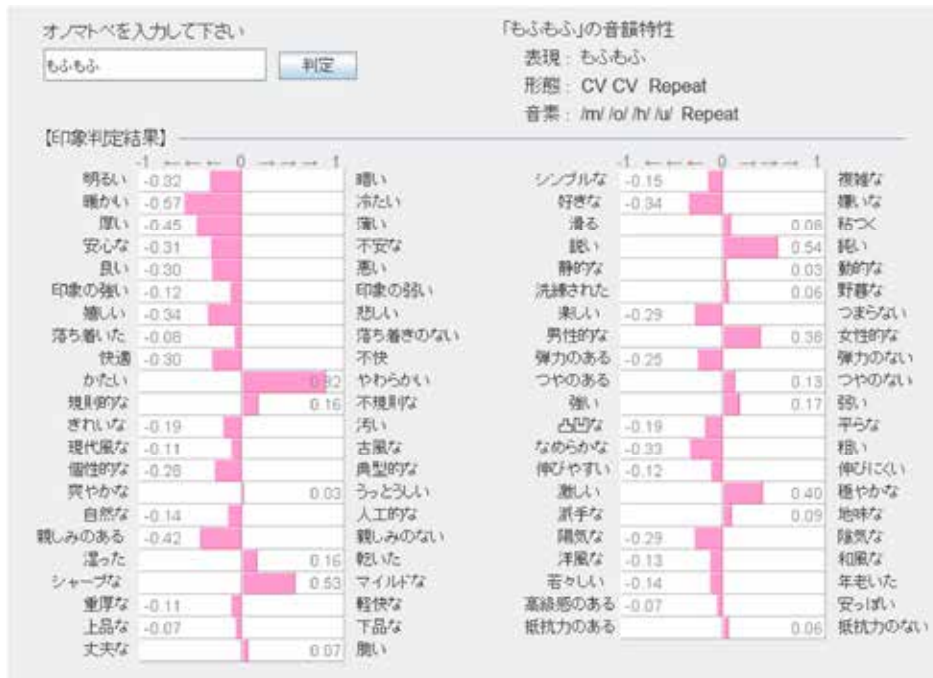 オノマトペを入力して下さい
もふもふ 判定
「もふもふ」の音韻特性
表現： もふもふ
形態： CV CV Repeat
音素： /m/ /o/ /h/ /u/ Repeat
【印象判定結果】
-1 ←←← 0 →→→ 1
明るい -0.32 暗い
暖かい -0.57 冷たい
厚い -0.45 薄い
安心な -0.31 不安な
良い -0.30 悪い
印象の強い -0.12 印象の弱い
嬉しい -0.34 悲しい
落ち着いた -0.08 落ち着きのない
快適 -0.30 不快
かたい 0.82 やわらかい
規則的な 0.16 不規則な
きれいな -0.19 汚い
現代風な -0.11 古風な
個性的な -0.26 典型的な
爽やかな 0.03 うっとうしい
自然な -0.14 人工的な
親しみのある -0.42 親しみのない
湿った 0.16 乾いた
シャープな 0.53 マイルドな
重厚な -0.11 軽快な
上品な -0.07 下品な
丈夫な 0.07 脆い
-1 ←←← 0 →→→ 1
シンプルな -0.15 複雑な
好きな -0.34 嫌いな
滑る 0.08 粘つく
鋭い 0.54 鈍い
静的な 0.03 動的な
洗練された 0.06 野暮な
楽しい -0.29 つまらない
男性的な 0.38 女性的な
弾力のある -0.25 弾力のない
つやのある 0.13 つやのない
強い 0.17 弱い
凸凹な -0.19 平らな
なめらかな -0.33 粗い
伸びやすい -0.12 伸びにくい
激しい 0.40 穏やかな
派手な 0.09 地味な
陽気な -0.29 陰気な
洋風な -0.13 和風な
若々しい -0.14 年老いた
高級感のある -0.07 安っぽい
抵抗力のある 0.06 抵抗力のない